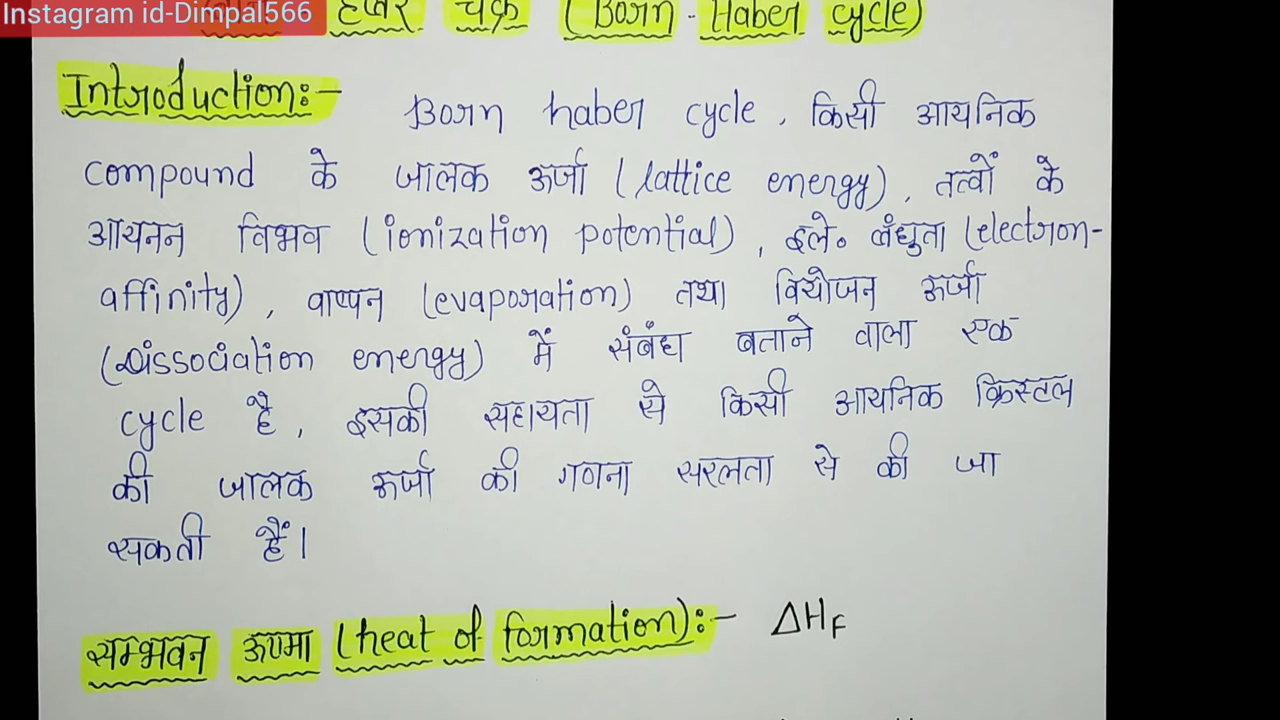 Instagram id-Dimpal566
हेबर चक्र (Born-Haber cycle)
Introduction:-
Born haber cycle, किसी आयनिक
compound के जालक ऊर्जा (lattice energy), तत्वों के
आयनन विभव (ionization potential), इले० बंधुता (electron-
affinity), वाष्पन (evaporation) तथा वियोजन ऊर्जा
(Dissociation energy) में संबंध बताने वाला एक
cycle है, इसकी सहायता से किसी आयनिक क्रिस्टल
की जालक ऊर्जा की गणना सरलता से की जा
सकती हैं।
सम्भवन ऊष्मा (heat of formation):- ΔHF